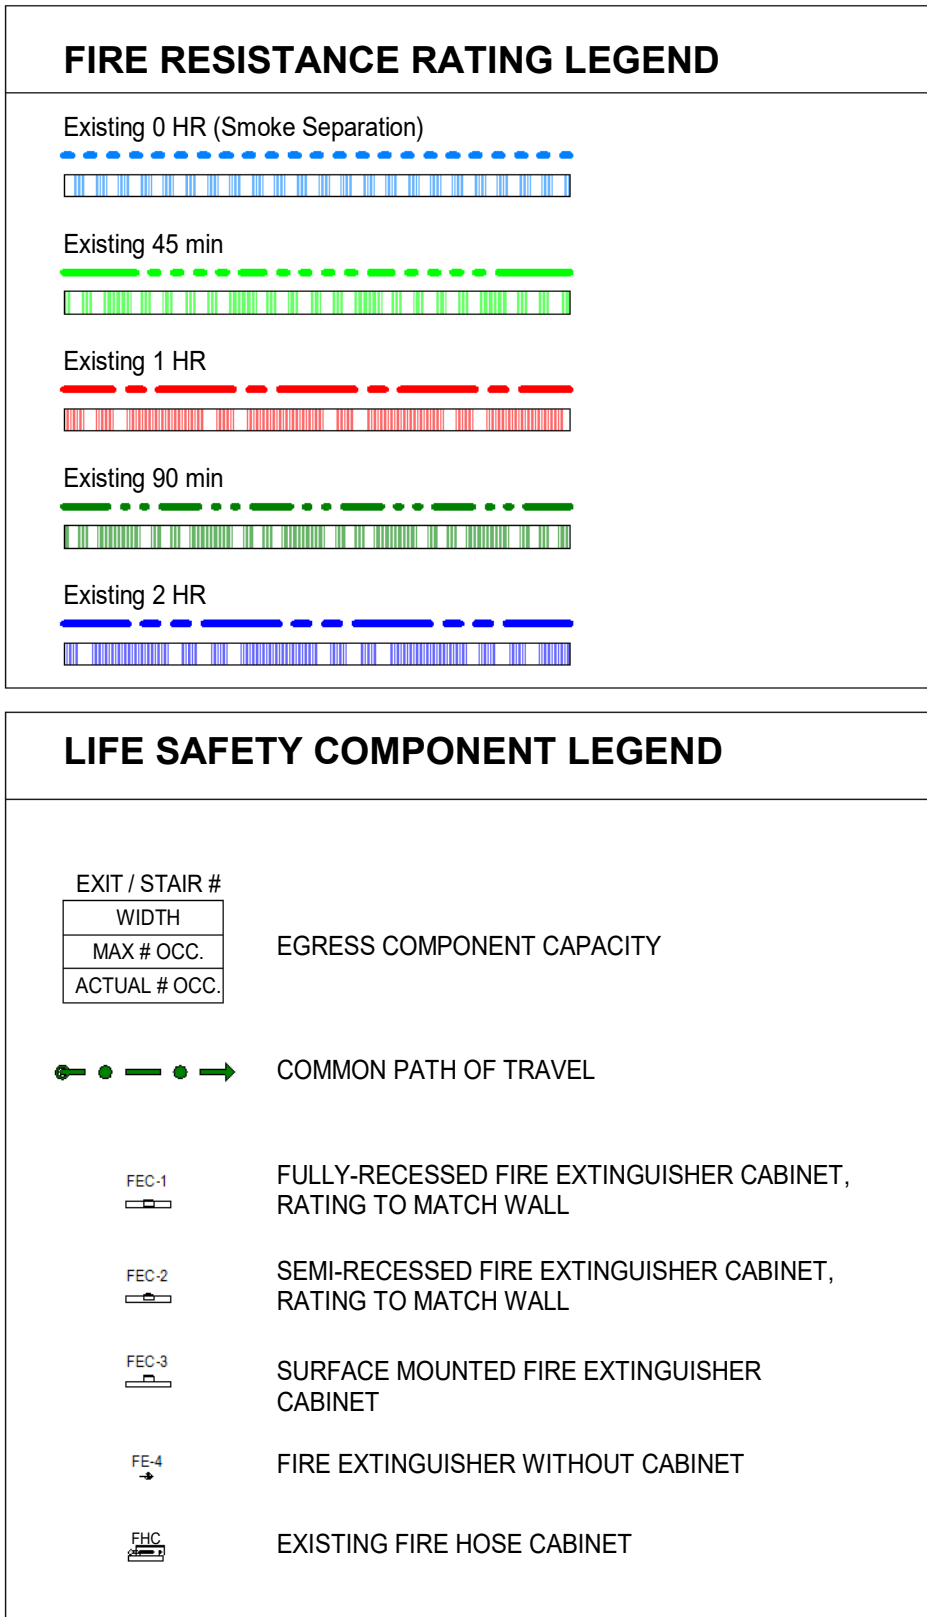 FIRE RESISTANCE RATING LEGEND
Existing 0 HR (Smoke Separation)
Existing 45 min
Existing 1 HR
Existing 90 min
Existing 2 HR
LIFE SAFETY COMPONENT LEGEND
EXIT / STAIR #
WIDTH
MAX # OCC.
ACTUAL # OCC.
EGRESS COMPONENT CAPACITY
COMMON PATH OF TRAVEL
FEC-1
FULLY-RECESSED FIRE EXTINGUISHER CABINET,
RATING TO MATCH WALL
FEC-2
SEMI-RECESSED FIRE EXTINGUISHER CABINET,
RATING TO MATCH WALL
FEC-3
SURFACE MOUNTED FIRE EXTINGUISHER
CABINET
FE-4
FIRE EXTINGUISHER WITHOUT CABINET
FHC
EXISTING FIRE HOSE CABINET